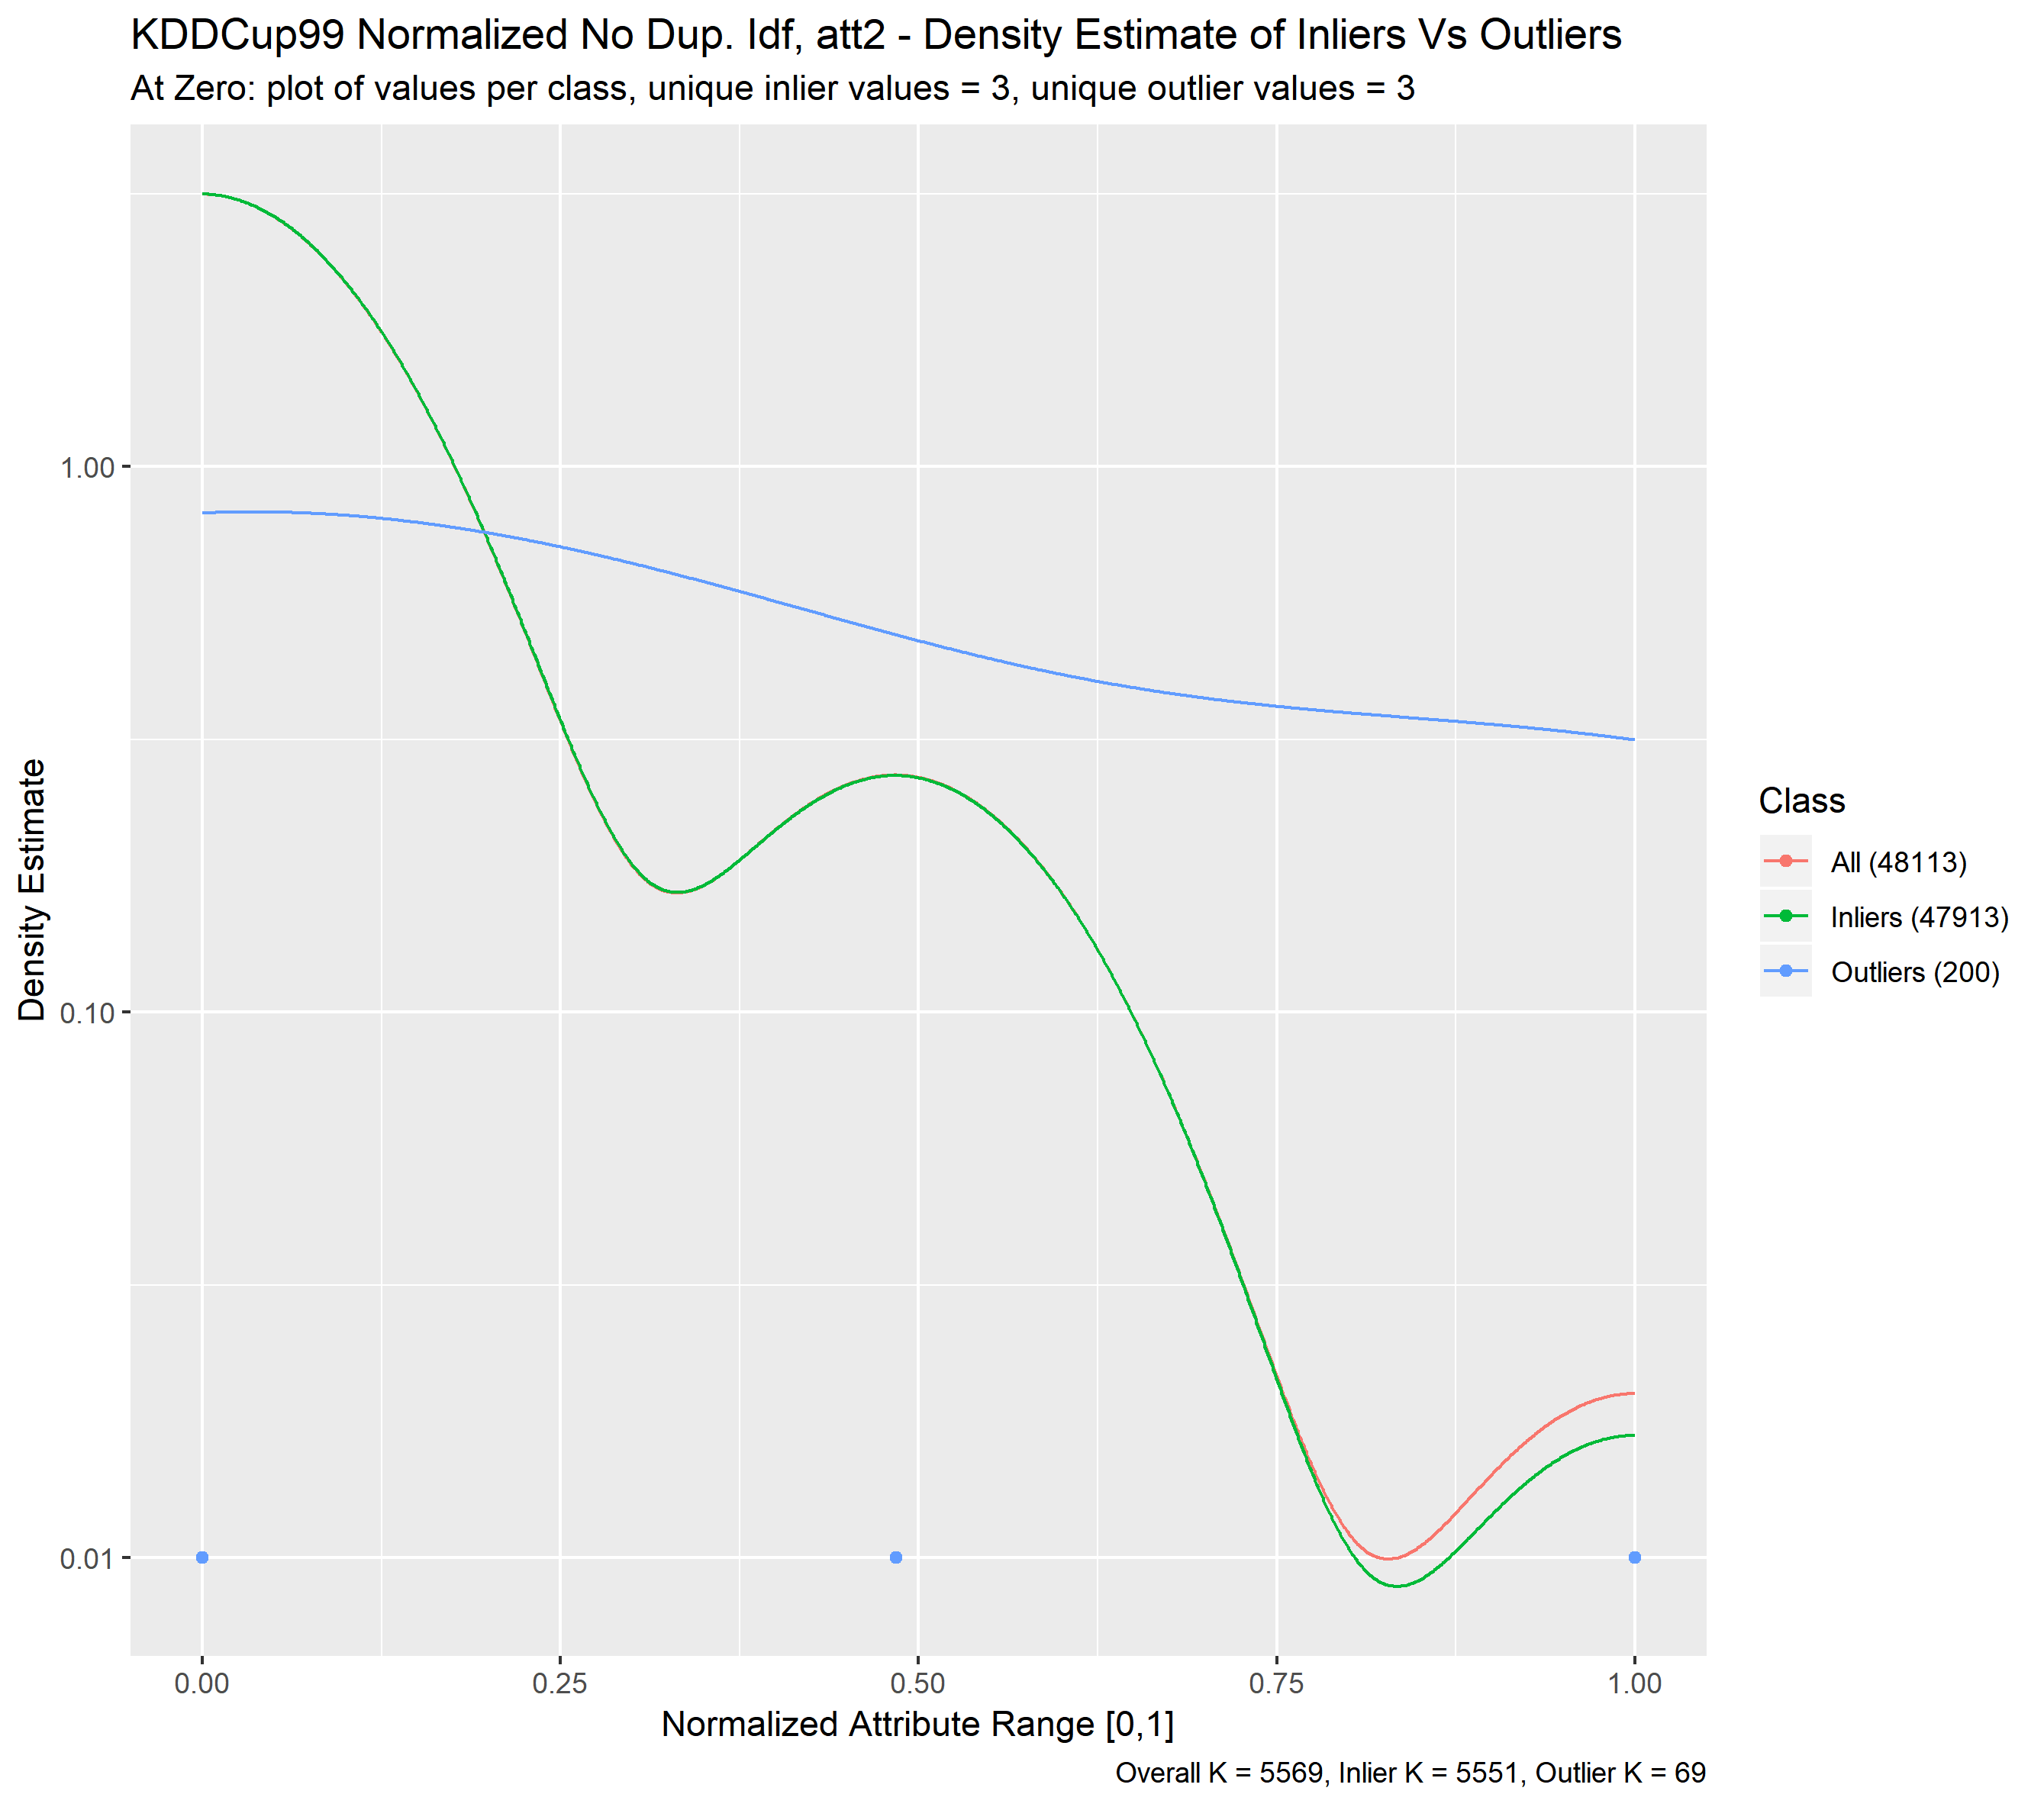 KDDCup99 Normalized No Dup. Idf, att2 - Density Estimate of Inliers Vs Outliers
At Zero: plot of values per class, unique inlier values = 3, unique outlier values = 3
1.00
0.10
0.01
Density Estimate
0.00
0.25
0.50
0.75
1.00
Normalized Attribute Range [0,1]
Class
All (48113)
Inliers (47913)
Outliers (200)
Overall K = 5569, Inlier K = 5551, Outlier K = 69